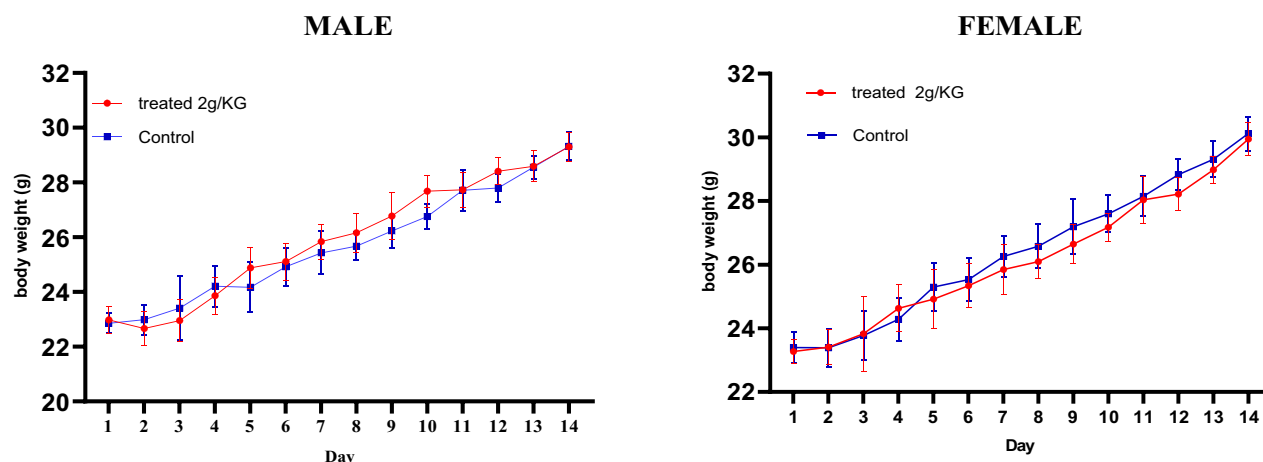 MALE
32
30
28
26
24
22
20
body weight (g)
treated 2g/KG
Control
1 2 3 4 5 6 7 8 9 10 11 12 13 14
Day
FEMALE
32
30
28
26
24
22
body weight (g)
treated 2g/KG
Control
1 2 3 4 5 6 7 8 9 10 11 12 13 14
Day